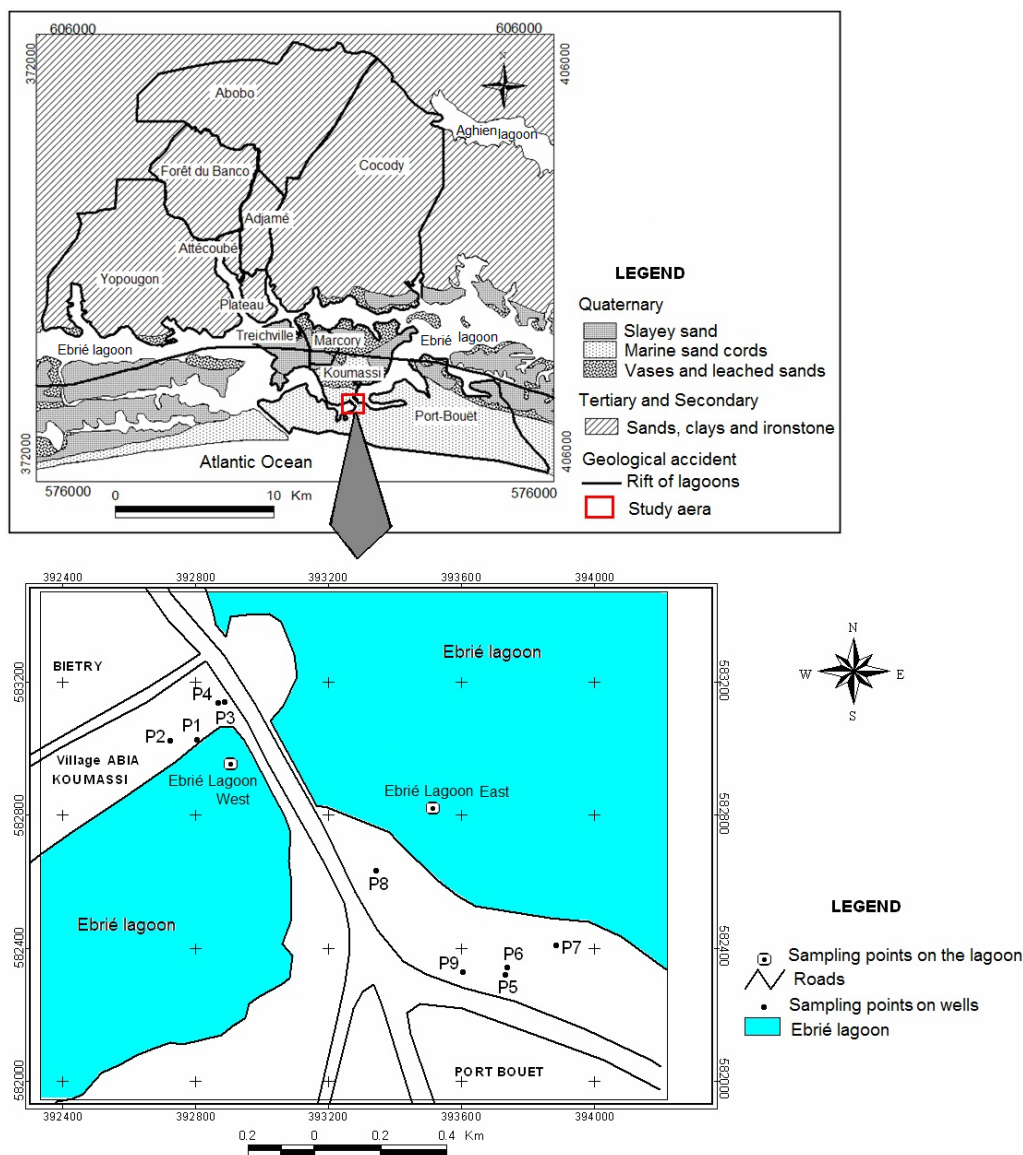 606000
606000
372000
406000
N
Abobo
Aghien lagoon
Forêt du Banco
Cocody
Adjamé
Attécoubé
Yopougon
Plateau
Treichville
Marcory
Ebrié lagoon
Ebrié lagoon
Koumassi
Port-Bouet
Atlantic Ocean
372000
406000
576000
576000
0 10 Km
LEGEND
Quaternary
Slayey sand
Marine sand cords
Vases and leached sands
Tertiary and Secondary
Sands, clays and ironstone
Geological accident
Rift of lagoons
Study aera
392400 392800 393200 393600 394000
BIETRY
Ebrié lagoon
583200
583200
P4
P3
P1
P2
Village ABIA
KOUMASSI
Ebrié Lagoon
West
Ebrié Lagoon East
582800
582800
P8
Ebrié lagoon
582400
582400
P7
P6
P9
P5
PORT BOUET
582000
582000
392400 392800 393200 393600 394000
0.2 0 0.2 0.4 Km
N
W E
S
LEGEND
Sampling points on the lagoon
Roads
Sampling points on wells
Ebrié lagoon